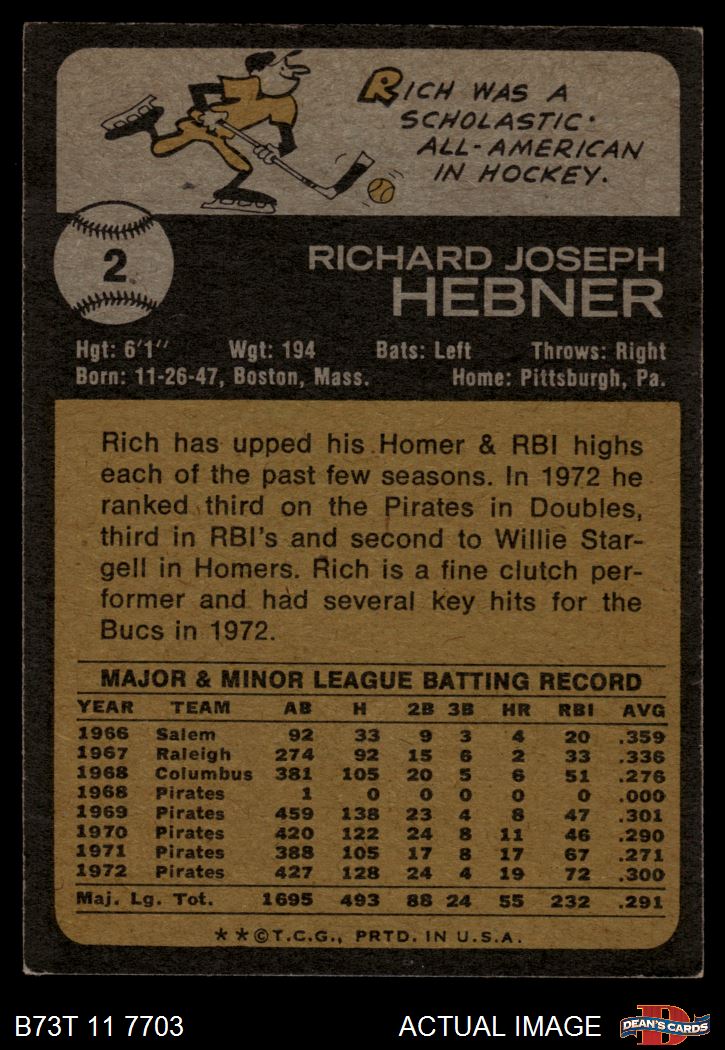 RICH WAS A
SCHOLASTIC
ALL-AMERICAN
IN HOCKEY.
2
RICHARD JOSEPH
HEBNER
Hgt: 6'1" Wgt: 194 Bats: Left Throws: Right
Born: 11-26-47, Boston, Mass. Home: Pittsburgh, Pa.
Rich has upped his Homer & RBI highs
each of the past few seasons. In 1972 he
ranked third on the Pirates in Doubles,
third in RBI's and second to Willie Star-
gell in Homers. Rich is a fine clutch per-
former and had several key hits for the
Bucs in 1972.
MAJOR & MINOR LEAGUE BATTING RECORD
YEAR TEAM AB H 2B 3B HR RBI AVG
1966 Salem 92 33 9 3 4 20 .359
1967 Raleigh 274 92 15 6 2 33 .336
1968 Columbus 381 105 20 5 6 51 .276
1968 Pirates 1 0 0 0 0 0 .000
1969 Pirates 459 138 23 4 8 47 .301
1970 Pirates 420 122 24 8 11 46 .290
1971 Pirates 388 105 17 8 17 67 .271
1972 Pirates 427 128 24 4 19 72 .300
Maj. Lg. Tot. 1695 493 88 24 55 232 .291
**©T.C.G., PRTD. IN U.S.A.
B73T 11 7703 ACTUAL IMAGE
D
DEAN'S CARDS